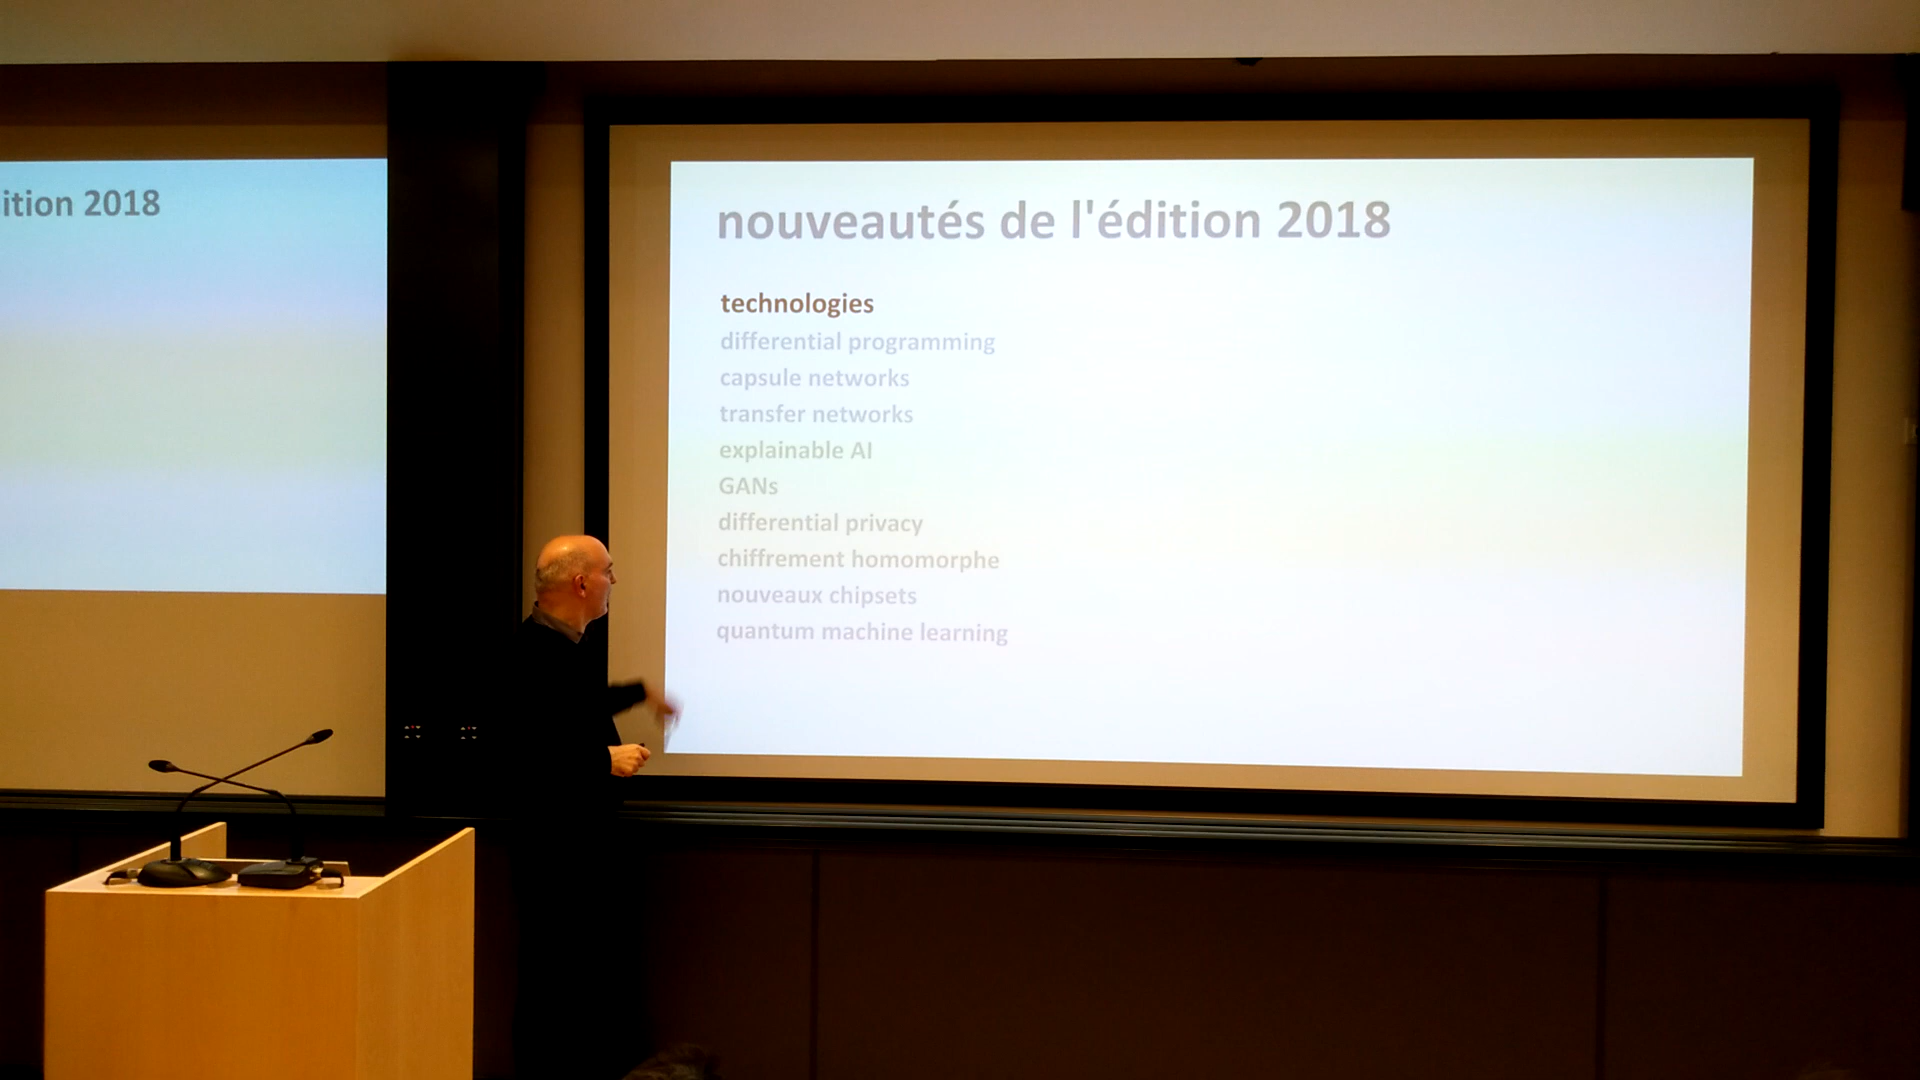 ition 2018
nouveautés de l'édition 2018
technologies
differential programming
capsule networks
transfer networks
explainable AI
GANs
differential privacy
chiffrement homomorphe
nouveaux chipsets
quantum machine learning